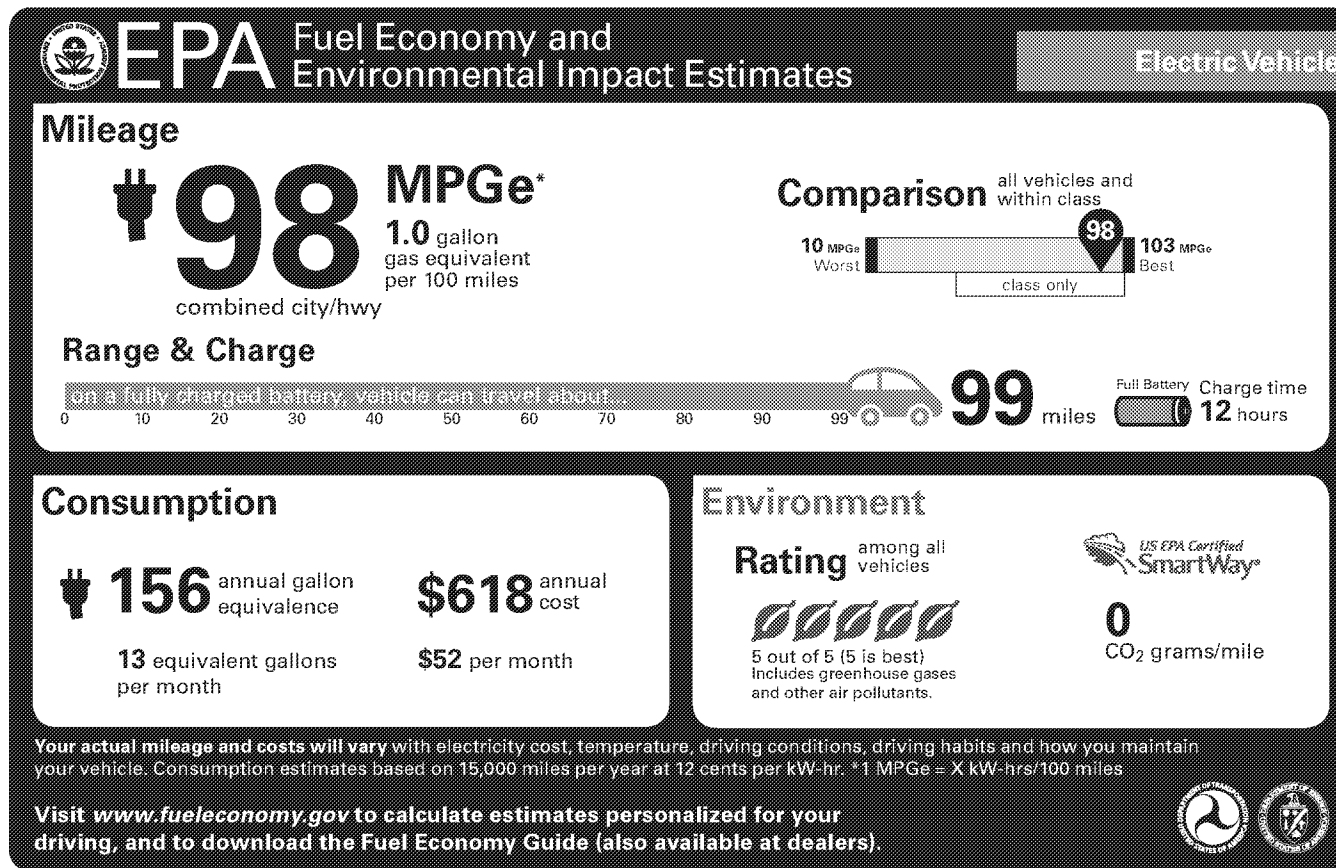 EPA
Fuel Economy and
Environmental Impact Estimates
Electric Vehicle
Mileage
98
MPGe*
1.0 gallon
gas equivalent
per 100 miles
combined city/hwy
Comparison
all vehicles and
within class
98
10 MPGe
Worst
103 MPGe
Best
class only
Range & Charge
on a fully charged battery, vehicle can travel about...
0 10 20 30 40 50 60 70 80 90 99
99 miles
Full Battery
Charge time
12 hours
Consumption
156 annual gallon
equivalence
13 equivalent gallons
per month
$618 annual
cost
$52 per month
Environment
Rating among all
vehicles
5 out of 5 (5 is best)
Includes greenhouse gases
and other air pollutants.
US EPA Certified
SmartWay
0
CO2 grams/mile
Your actual mileage and costs will vary with electricity cost, temperature, driving conditions, driving habits and how you maintain
your vehicle. Consumption estimates based on 15,000 miles per year at 12 cents per kW-hr. *1 MPGe = X kW-hrs/100 miles
Visit www.fueleconomy.gov to calculate estimates personalized for your
driving, and to download the Fuel Economy Guide (also available at dealers).